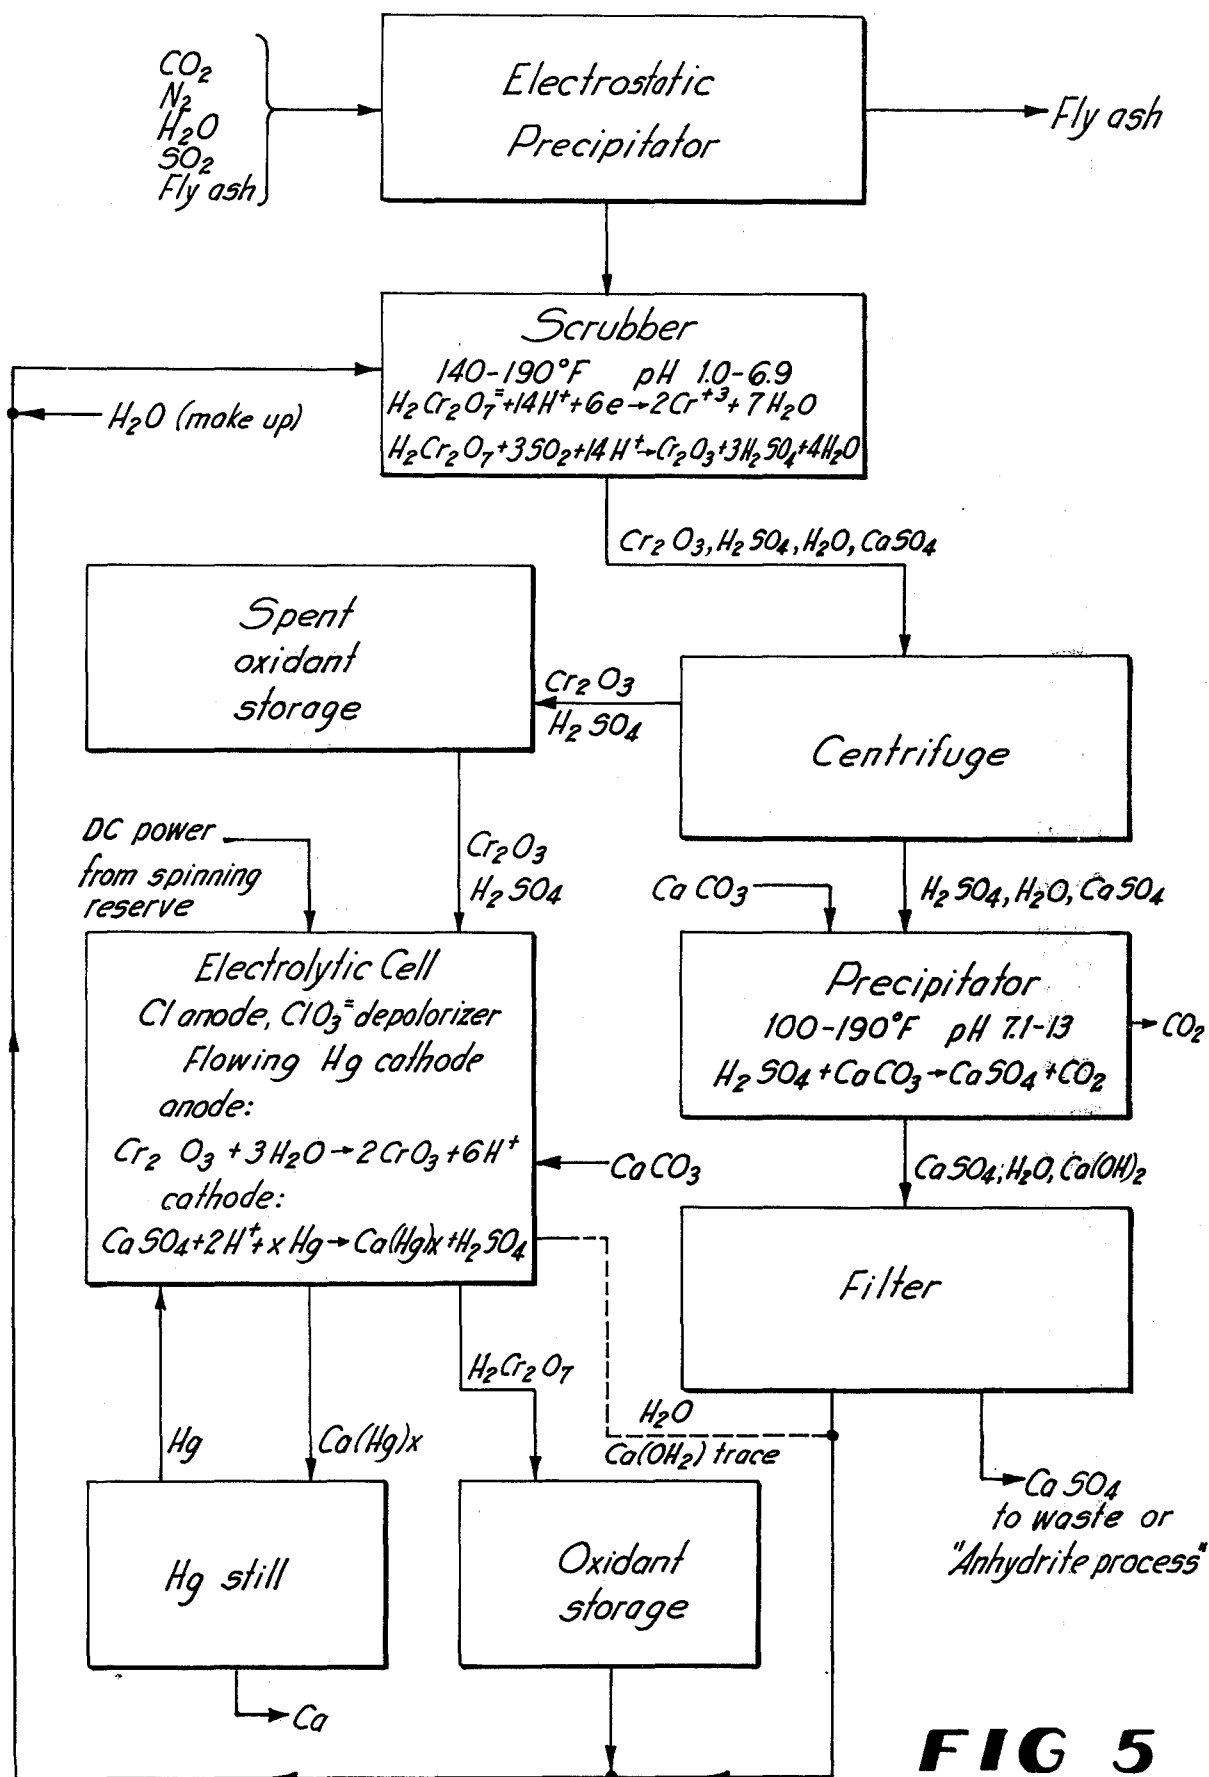 CO₂
N₂
H₂O
SO₂
Fly ash
Electrostatic
Precipitator
Fly ash
Scrubber
140-190°F pH 1.0-6.9
H₂Cr₂O₇⁼+14H⁺+6e→2Cr⁺³+7H₂O
H₂Cr₂O₇+3SO₂+14H⁺→Cr₂O₃+3H₂SO₄+4H₂O
H₂O (make up)
Cr₂O₃, H₂SO₄, H₂O, CaSO₄
Spent
oxidant
storage
Cr₂O₃
H₂SO₄
Centrifuge
DC power
from spinning
reserve
Cr₂O₃
H₂SO₄
CaCO₃
H₂SO₄, H₂O, CaSO₄
Electrolytic Cell
Cl anode, ClO₃⁼ depolorizer
Flowing Hg cathode
anode:
Cr₂O₃+3H₂O→2CrO₃+6H⁺
cathode:
CaSO₄+2H⁺+xHg→Ca(Hg)x+H₂SO₄
CaCO₃
Precipitator
100-190°F pH 7.1-13
H₂SO₄+CaCO₃→CaSO₄+CO₂
CO₂
CaSO₄, H₂O, Ca(OH)₂
Filter
H₂Cr₂O₇
Hg
Ca(Hg)x
H₂O
Ca(OH₂) trace
CaSO₄
to waste or
"Anhydrite process"
Hg still
Oxidant
storage
Ca
FIG 5